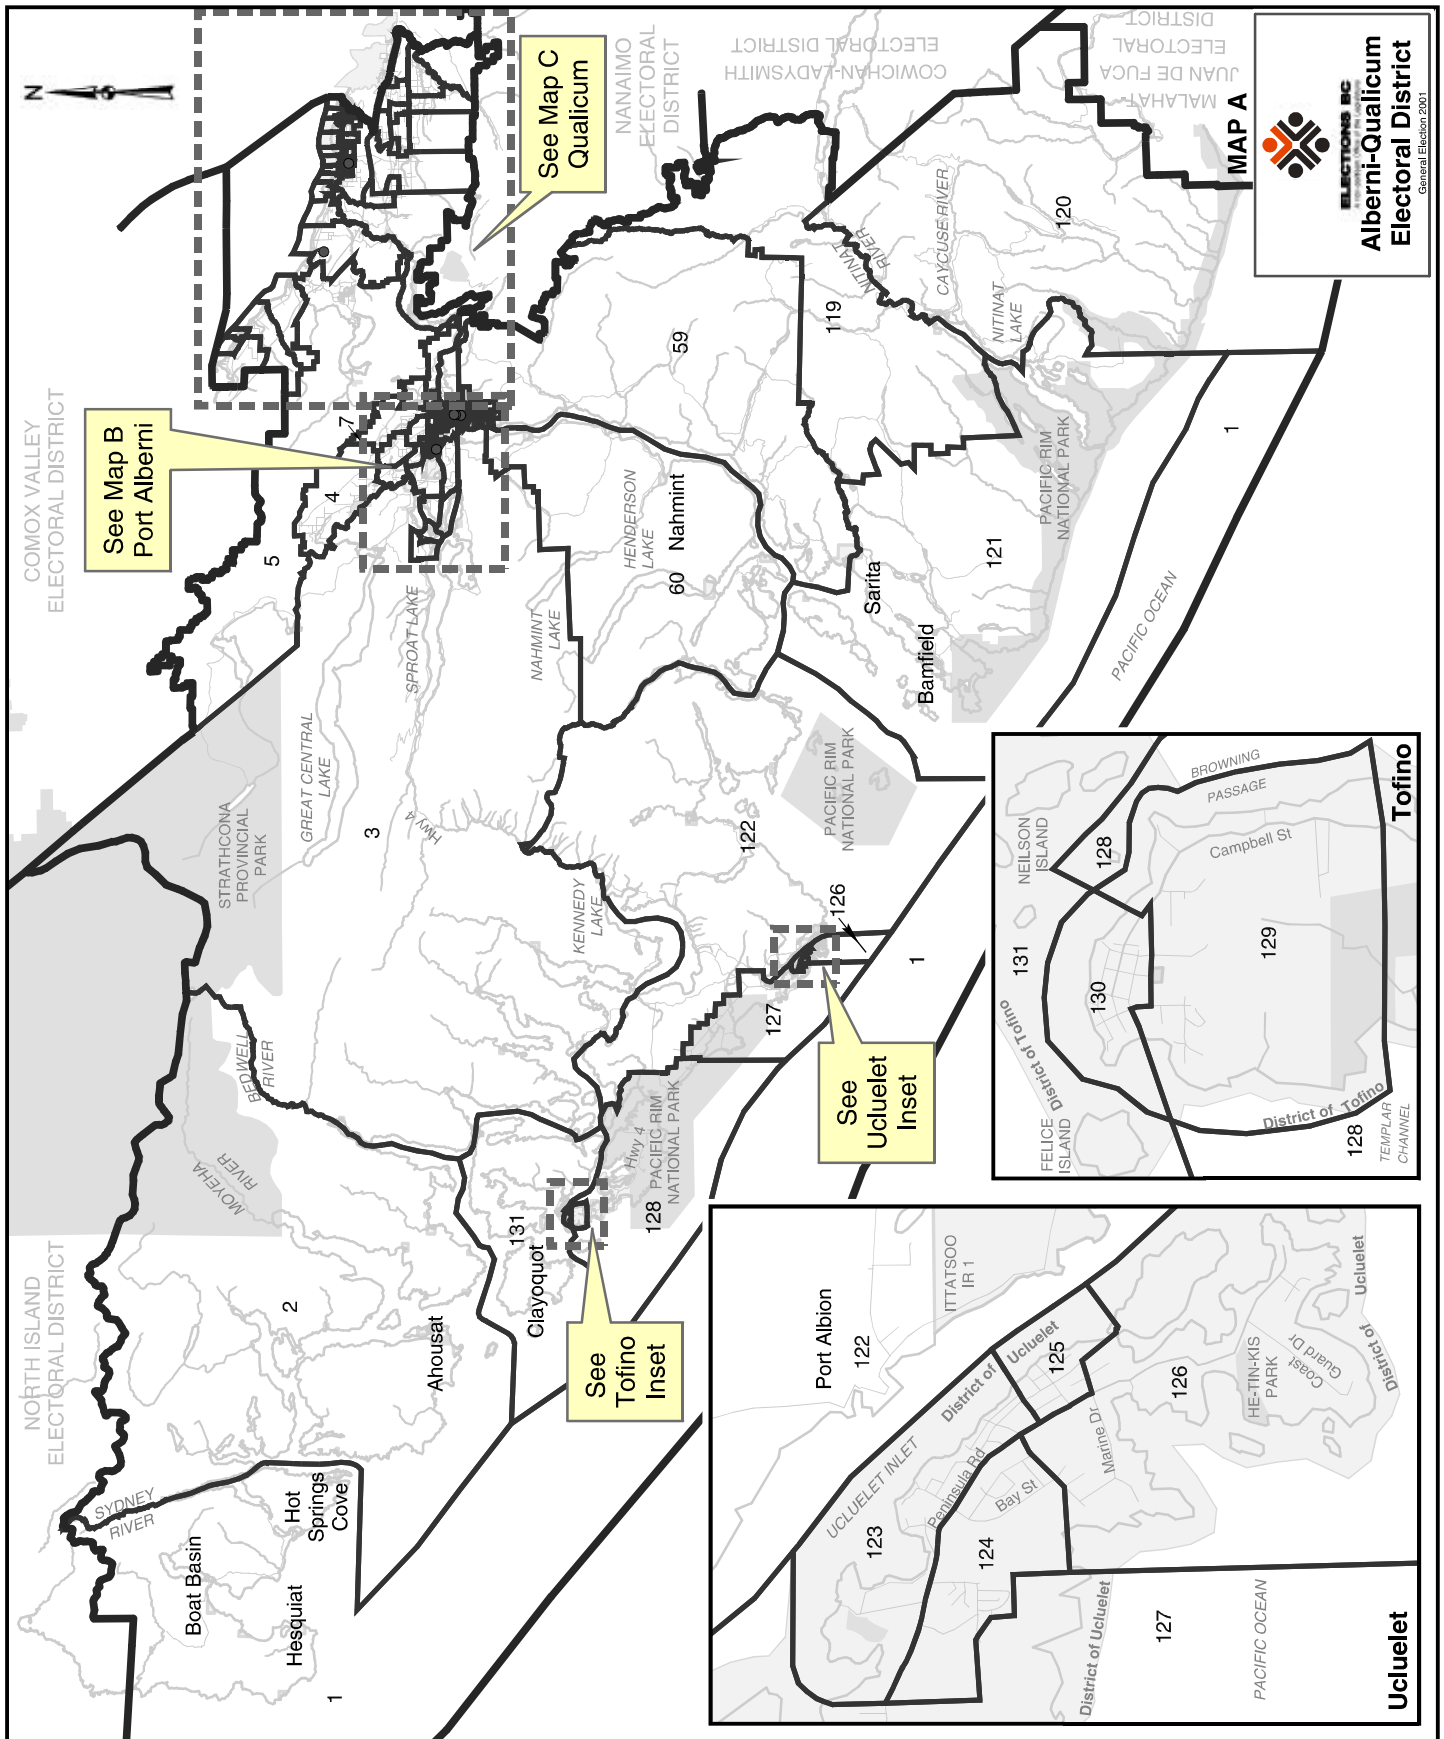 N
NORTH ISLAND
ELECTORAL DISTRICT
COMOX VALLEY
ELECTORAL DISTRICT
NANAIMO
ELECTORAL
DISTRICT
COWICHAN-LADYSMITH
ELECTORAL DISTRICT
MALAHAT-
JUAN DE FUCA
ELECTORAL
DISTRICT
See Map B
Port Alberni
See Map C
Qualicum
MAP A
ELECTIONS BC
Alberni-Qualicum
Electoral District
General Election 2001
SYDNEY
RIVER
Boat Basin
Hesquiat
Hot
Springs
Cove
1
2
Ahousat
MOYEHA
RIVER
BEDWELL
RIVER
STRATHCONA
PROVINCIAL
PARK
GREAT CENTRAL
LAKE
3
Hwy 4
SPROAT LAKE
5
4
7
NAHMINT
LAKE
HENDERSON
LAKE
60
Nahmint
59
119
NITINAT
RIVER
CAYCUSE RIVER
NITINAT
LAKE
120
Sarita
Bamfield
121
PACIFIC RIM
NATIONAL PARK
1
PACIFIC OCEAN
KENNEDY
LAKE
122
PACIFIC RIM
NATIONAL PARK
126
1
127
See
Ucluelet
Inset
Hwy 4
PACIFIC RIM
NATIONAL PARK
128
131
Clayoquot
See
Tofino
Inset
Tofino
NEILSON
ISLAND
128
BROWNING
PASSAGE
Campbell St
131
130
129
District of Tofino
FELICE
ISLAND
District of Tofino
128
TEMPLAR
CHANNEL
Ucluelet
Port Albion
122
ITTATSOO
IR 1
UCLUELET INLET
District of
Ucluelet
123
Peninsula Rd
Bay St
124
125
Marine Dr
126
HE-TIN-KIS
PARK
Coast
Guard Dr
District of
Ucluelet
District of Ucluelet
127
PACIFIC OCEAN